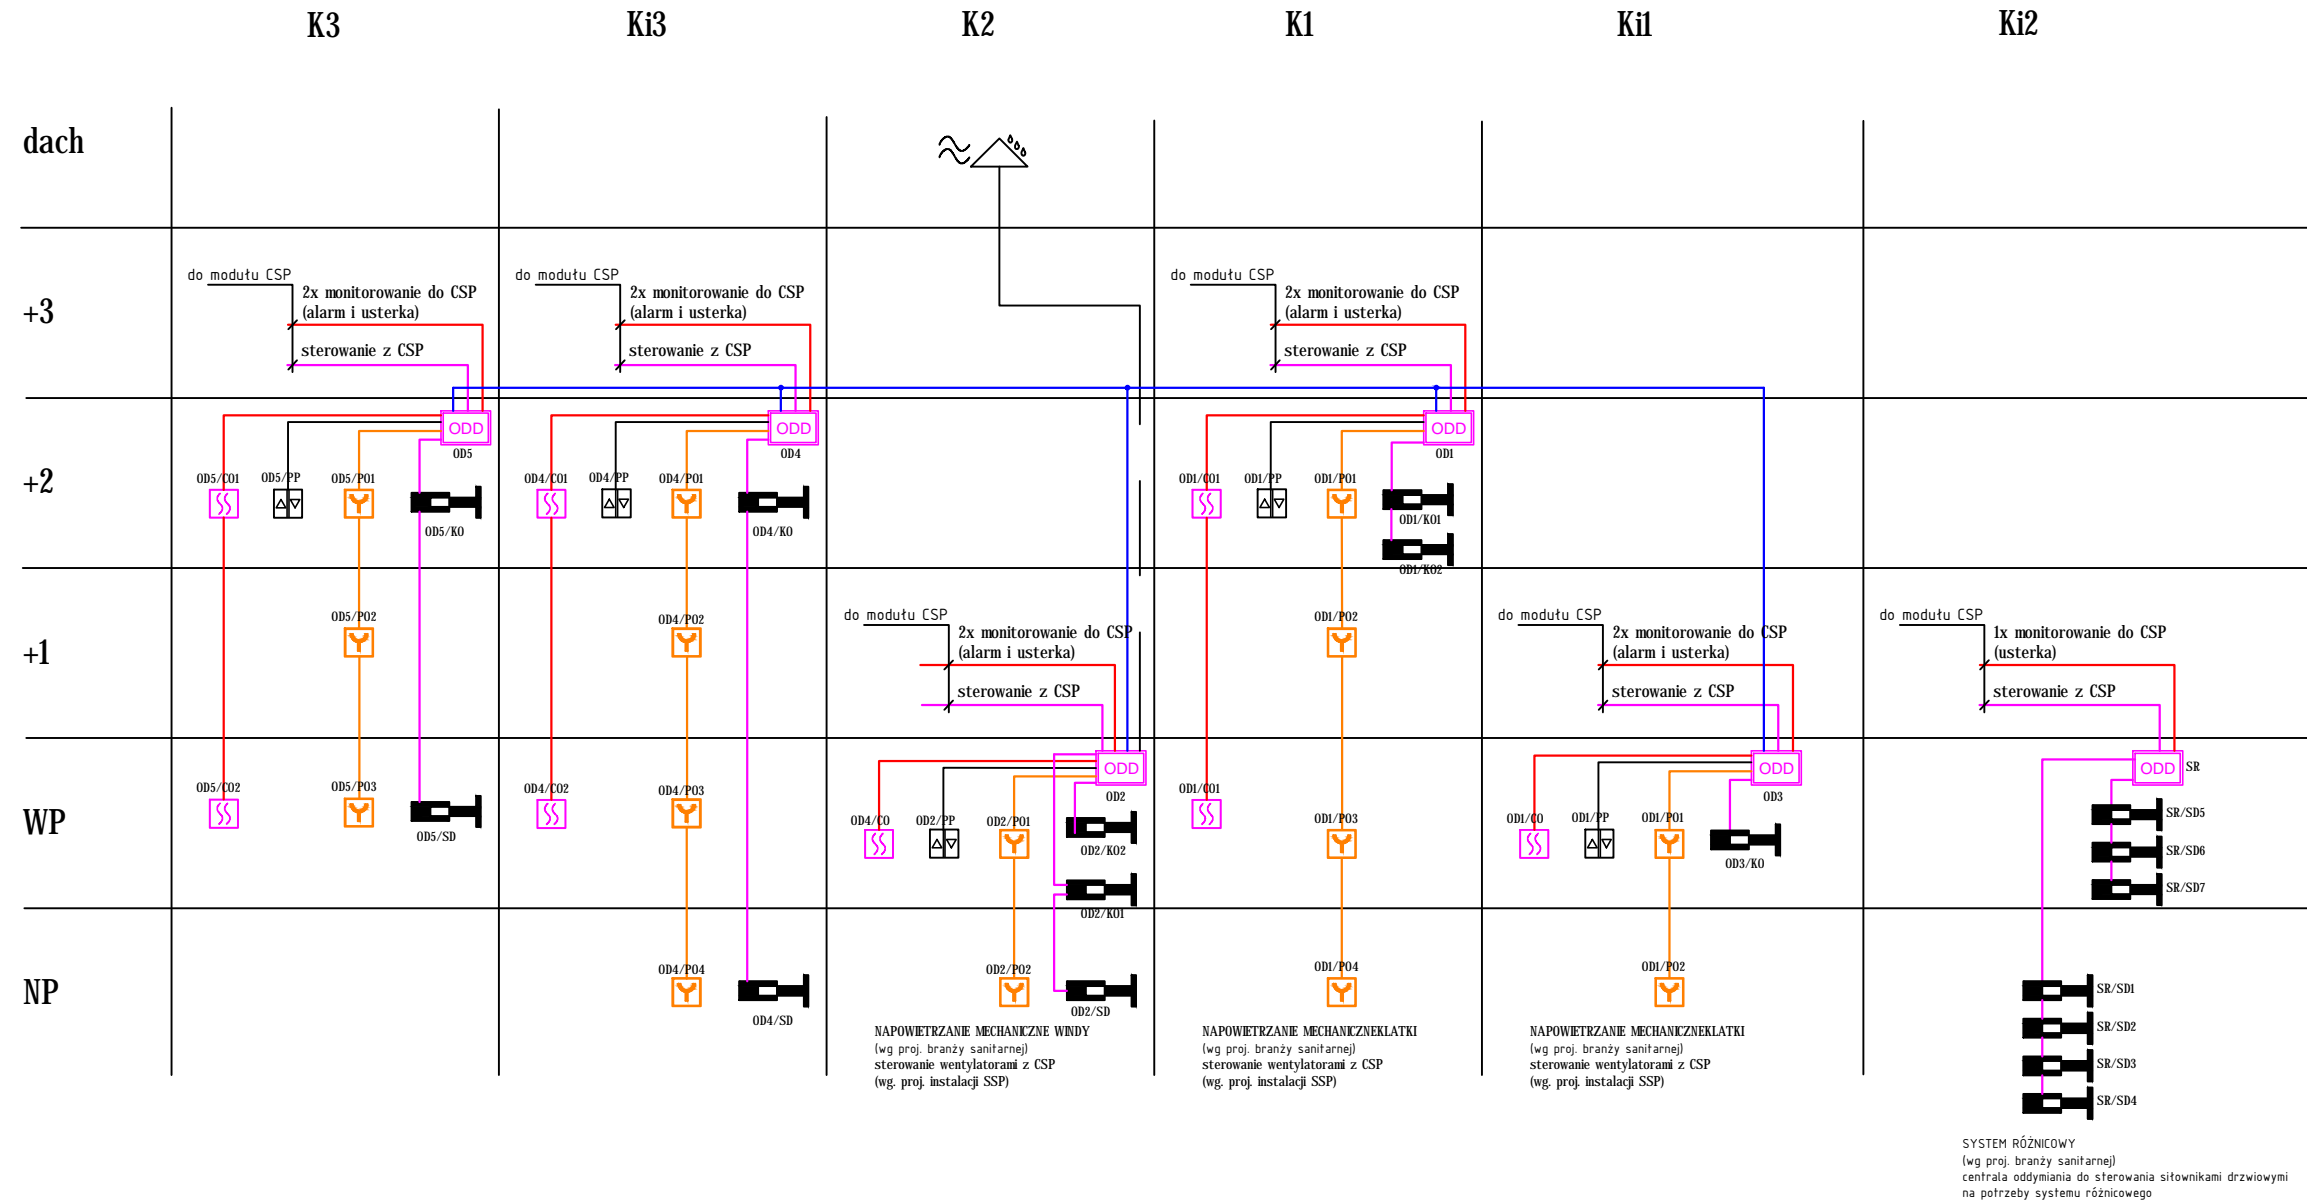 K3
Ki3
K2
K1
Ki1
Ki2
dach
+3
do modułu CSP
2x monitorowanie do CSP
(alarm i usterka)
sterowanie z CSP
do modułu CSP
2x monitorowanie do CSP
(alarm i usterka)
sterowanie z CSP
do modułu CSP
2x monitorowanie do CSP
(alarm i usterka)
sterowanie z CSP
+2
ODD
OD5
OD5/CO1
OD5/PP
OD5/PO1
OD5/KO
ODD
OD4
OD4/CO1
OD4/PP
OD4/PO1
OD4/KO
ODD
OD1
OD1/CO1
OD1/PP
OD1/PO1
OD1/KO1
OD1/KO2
+1
OD5/PO2
OD4/PO2
do modułu CSP
2x monitorowanie do CSP
(alarm i usterka)
sterowanie z CSP
OD1/PO2
do modułu CSP
2x monitorowanie do CSP
(alarm i usterka)
sterowanie z CSP
do modułu CSP
1x monitorowanie do CSP
(usterka)
sterowanie z CSP
WP
OD5/CO2
OD5/PO3
OD5/SD
OD4/CO2
OD4/PO3
ODD
OD2
OD4/CO
OD2/PP
OD2/PO1
OD2/KO2
OD2/KO1
OD1/CO1
OD1/PO3
ODD
OD3
OD1/CO
OD1/PP
OD1/PO1
OD3/KO
ODD
SR
SR/SD5
SR/SD6
SR/SD7
NP
OD4/PO4
OD4/SD
OD2/PO2
OD2/SD
NAPOWIETRZANIE MECHANICZNE WINDY
(wg proj. branży sanitarnej)
sterowanie wentylatorami z CSP
(wg. proj. instalacji SSP)
OD1/PO4
NAPOWIETRZANIE MECHANICZNEKLATKI
(wg proj. branży sanitarnej)
sterowanie wentylatorami z CSP
(wg. proj. instalacji SSP)
OD1/PO2
NAPOWIETRZANIE MECHANICZNEKLATKI
(wg proj. branży sanitarnej)
sterowanie wentylatorami z CSP
(wg. proj. instalacji SSP)
SR/SD1
SR/SD2
SR/SD3
SR/SD4
SYSTEM RÓŻNICOWY
(wg proj. branży sanitarnej)
centrala oddymiania do sterowania siłownikami drzwiowymi
na potrzeby systemu różnicowego